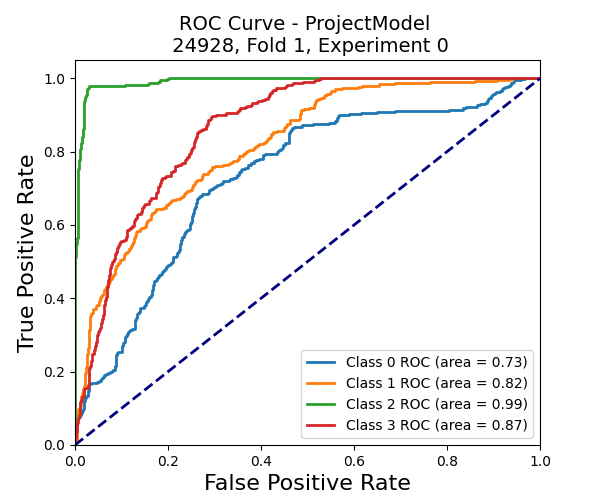 ROC Curve - ProjectModel
24928, Fold 1, Experiment 0
True Positive Rate
1.0
0.8
0.6
0.4
0.2
0.0
Class 0 ROC (area = 0.73)
Class 1 ROC (area = 0.82)
Class 2 ROC (area = 0.99)
Class 3 ROC (area = 0.87)
0.0 0.2 0.4 0.6 0.8 1.0
False Positive Rate